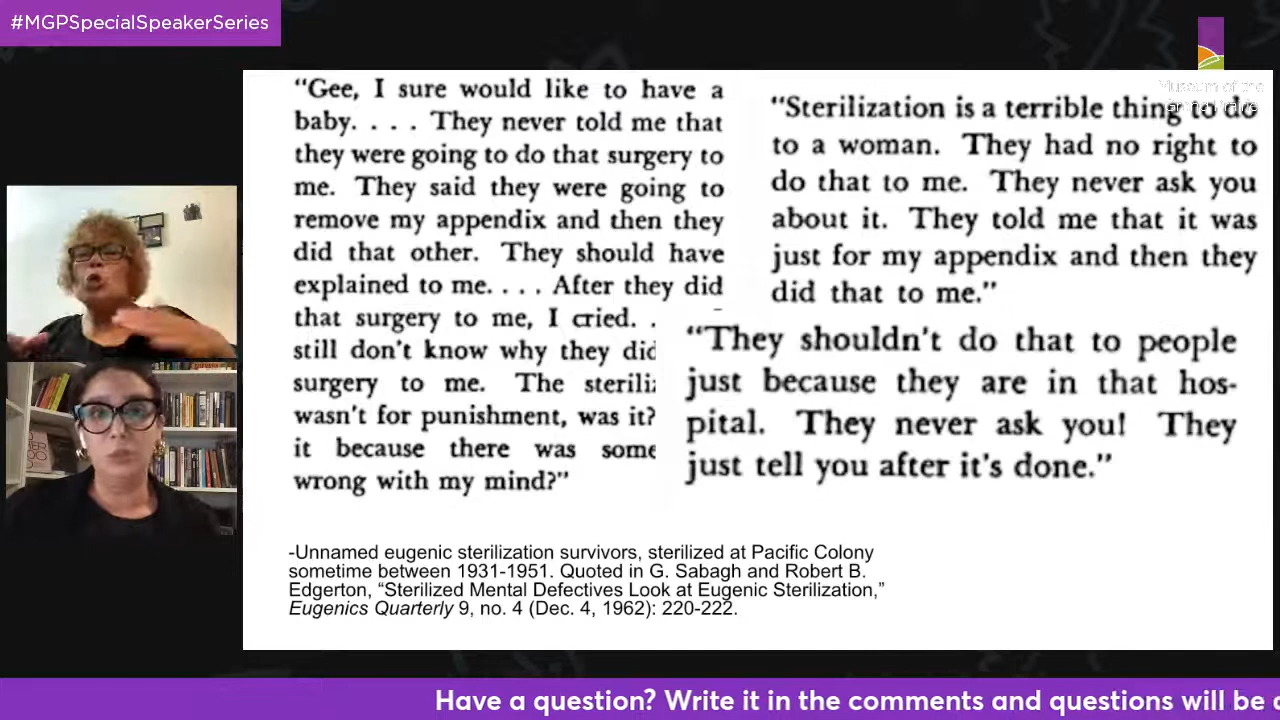 #MGPSpecialSpeakerSeries
Museum of the
Grand Prairie
“Gee, I sure would like to have a
baby. . . . They never told me that
they were going to do that surgery to
me. They said they were going to
remove my appendix and then they
did that other. They should have
explained to me. . . . After they did
that surgery to me, I cried. .
still don't know why they did
surgery to me. The sterili
wasn't for punishment, was it?
it because there was some
wrong with my mind?”
“Sterilization is a terrible thing to do
to a woman. They had no right to
do that to me. They never ask you
about it. They told me that it was
just for my appendix and then they
did that to me.”
“They shouldn't do that to people
just because they are in that hos-
pital. They never ask you! They
just tell you after it's done.”
-Unnamed eugenic sterilization survivors, sterilized at Pacific Colony
sometime between 1931-1951. Quoted in G. Sabagh and Robert B.
Edgerton, “Sterilized Mental Defectives Look at Eugenic Sterilization,”
Eugenics Quarterly 9, no. 4 (Dec. 4, 1962): 220-222.
Have a question? Write it in the comments and questions will be